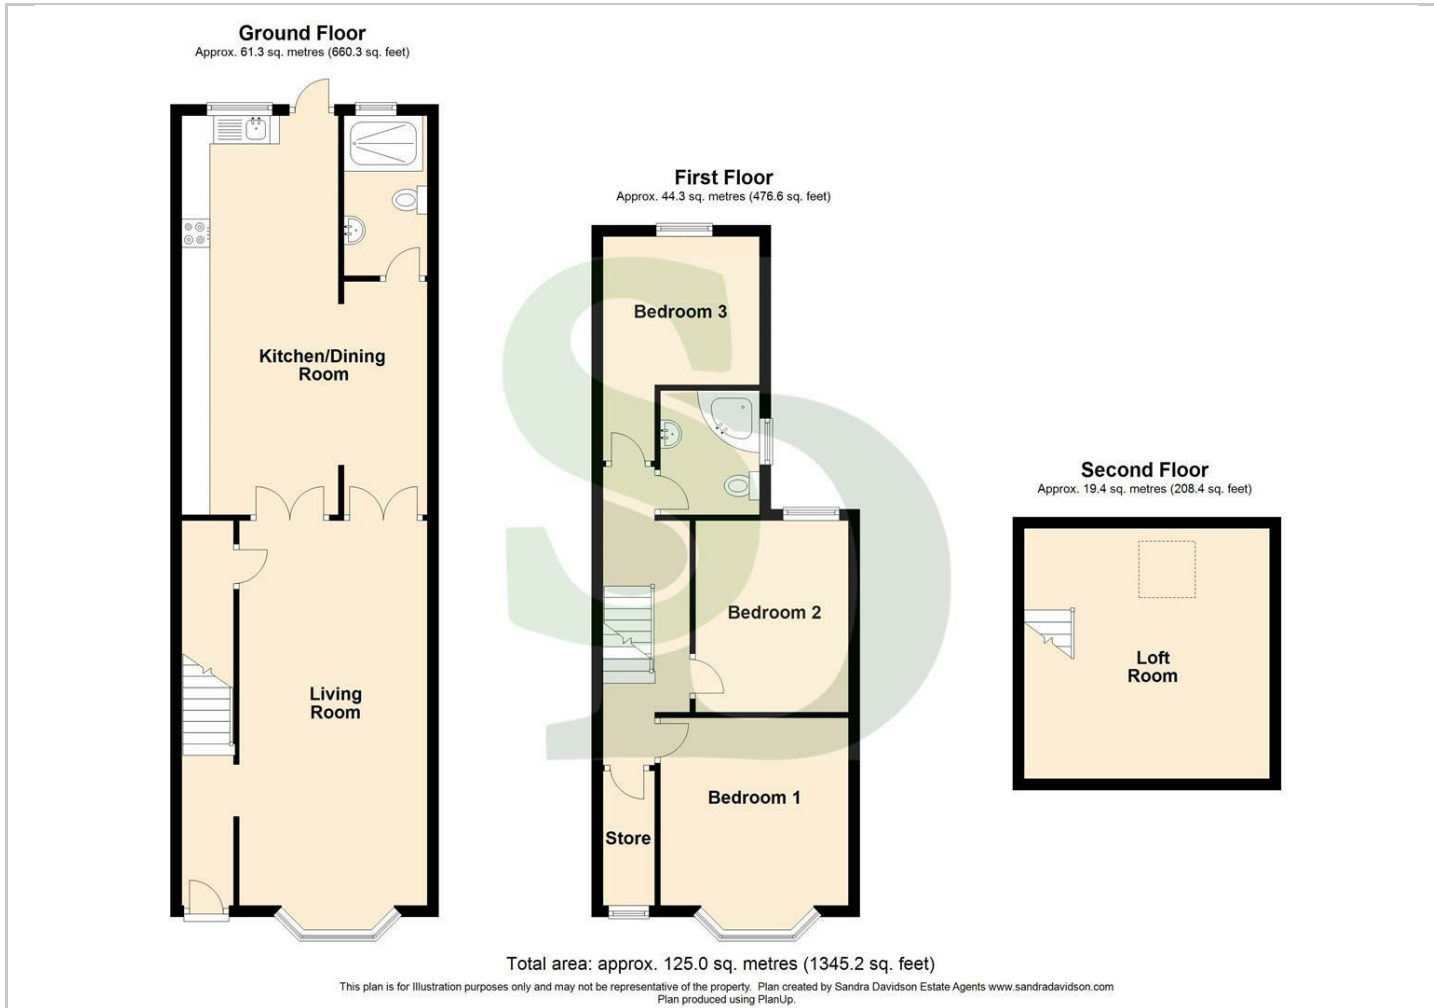 Ground Floor
Approx. 61.3 sq. metres (660.3 sq. feet)
Kitchen/Dining
Room
Living
Room
First Floor
Approx. 44.3 sq. metres (476.6 sq. feet)
Bedroom 3
Bedroom 2
Bedroom 1
Store
Second Floor
Approx. 19.4 sq. metres (208.4 sq. feet)
Loft
Room
SD
Total area: approx. 125.0 sq. metres (1345.2 sq. feet)
This plan is for Illustration purposes only and may not be representative of the property.  Plan created by Sandra Davidson Estate Agents www.sandradavidson.com
Plan produced using PlanUp.